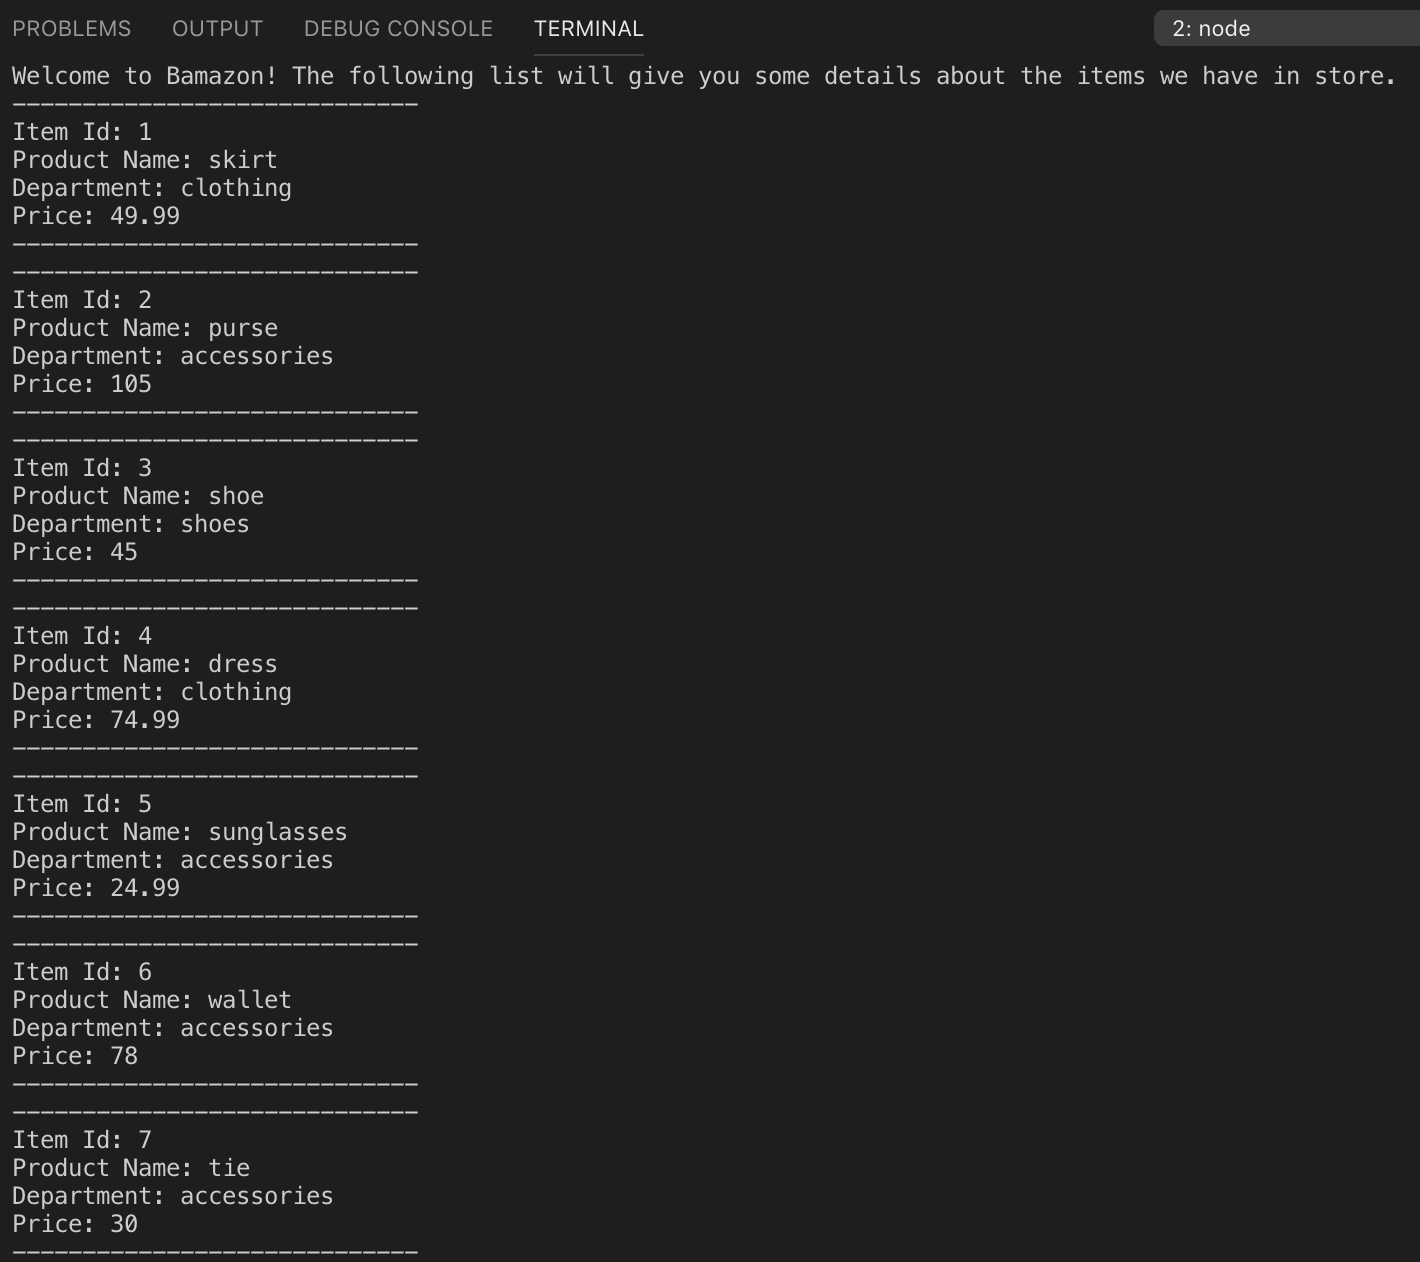 PROBLEMS OUTPUT DEBUG CONSOLE TERMINAL 2: node
Welcome to Bamazon! The following list will give you some details about the items we have in store.
-----------------------------
Item Id: 1
Product Name: skirt
Department: clothing
Price: 49.99
-----------------------------
-----------------------------
Item Id: 2
Product Name: purse
Department: accessories
Price: 105
-----------------------------
-----------------------------
Item Id: 3
Product Name: shoe
Department: shoes
Price: 45
-----------------------------
-----------------------------
Item Id: 4
Product Name: dress
Department: clothing
Price: 74.99
-----------------------------
-----------------------------
Item Id: 5
Product Name: sunglasses
Department: accessories
Price: 24.99
-----------------------------
-----------------------------
Item Id: 6
Product Name: wallet
Department: accessories
Price: 78
-----------------------------
-----------------------------
Item Id: 7
Product Name: tie
Department: accessories
Price: 30
-----------------------------